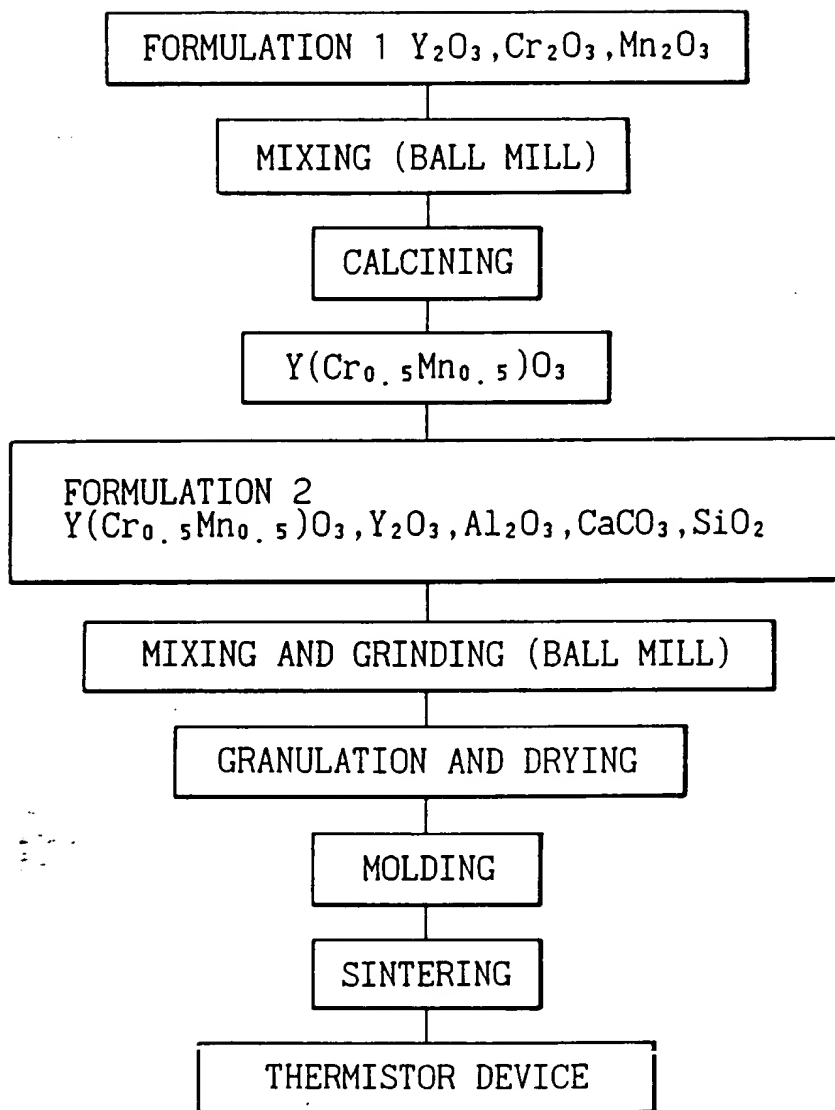 FORMULATION 1 Y₂O₃,Cr₂O₃,Mn₂O₃
MIXING (BALL MILL)
CALCINING
Y(Cr₀.₅Mn₀.₅)O₃
FORMULATION 2
Y(Cr₀.₅Mn₀.₅)O₃,Y₂O₃,Al₂O₃,CaCO₃,SiO₂
MIXING AND GRINDING (BALL MILL)
GRANULATION AND DRYING
MOLDING
SINTERING
THERMISTOR DEVICE